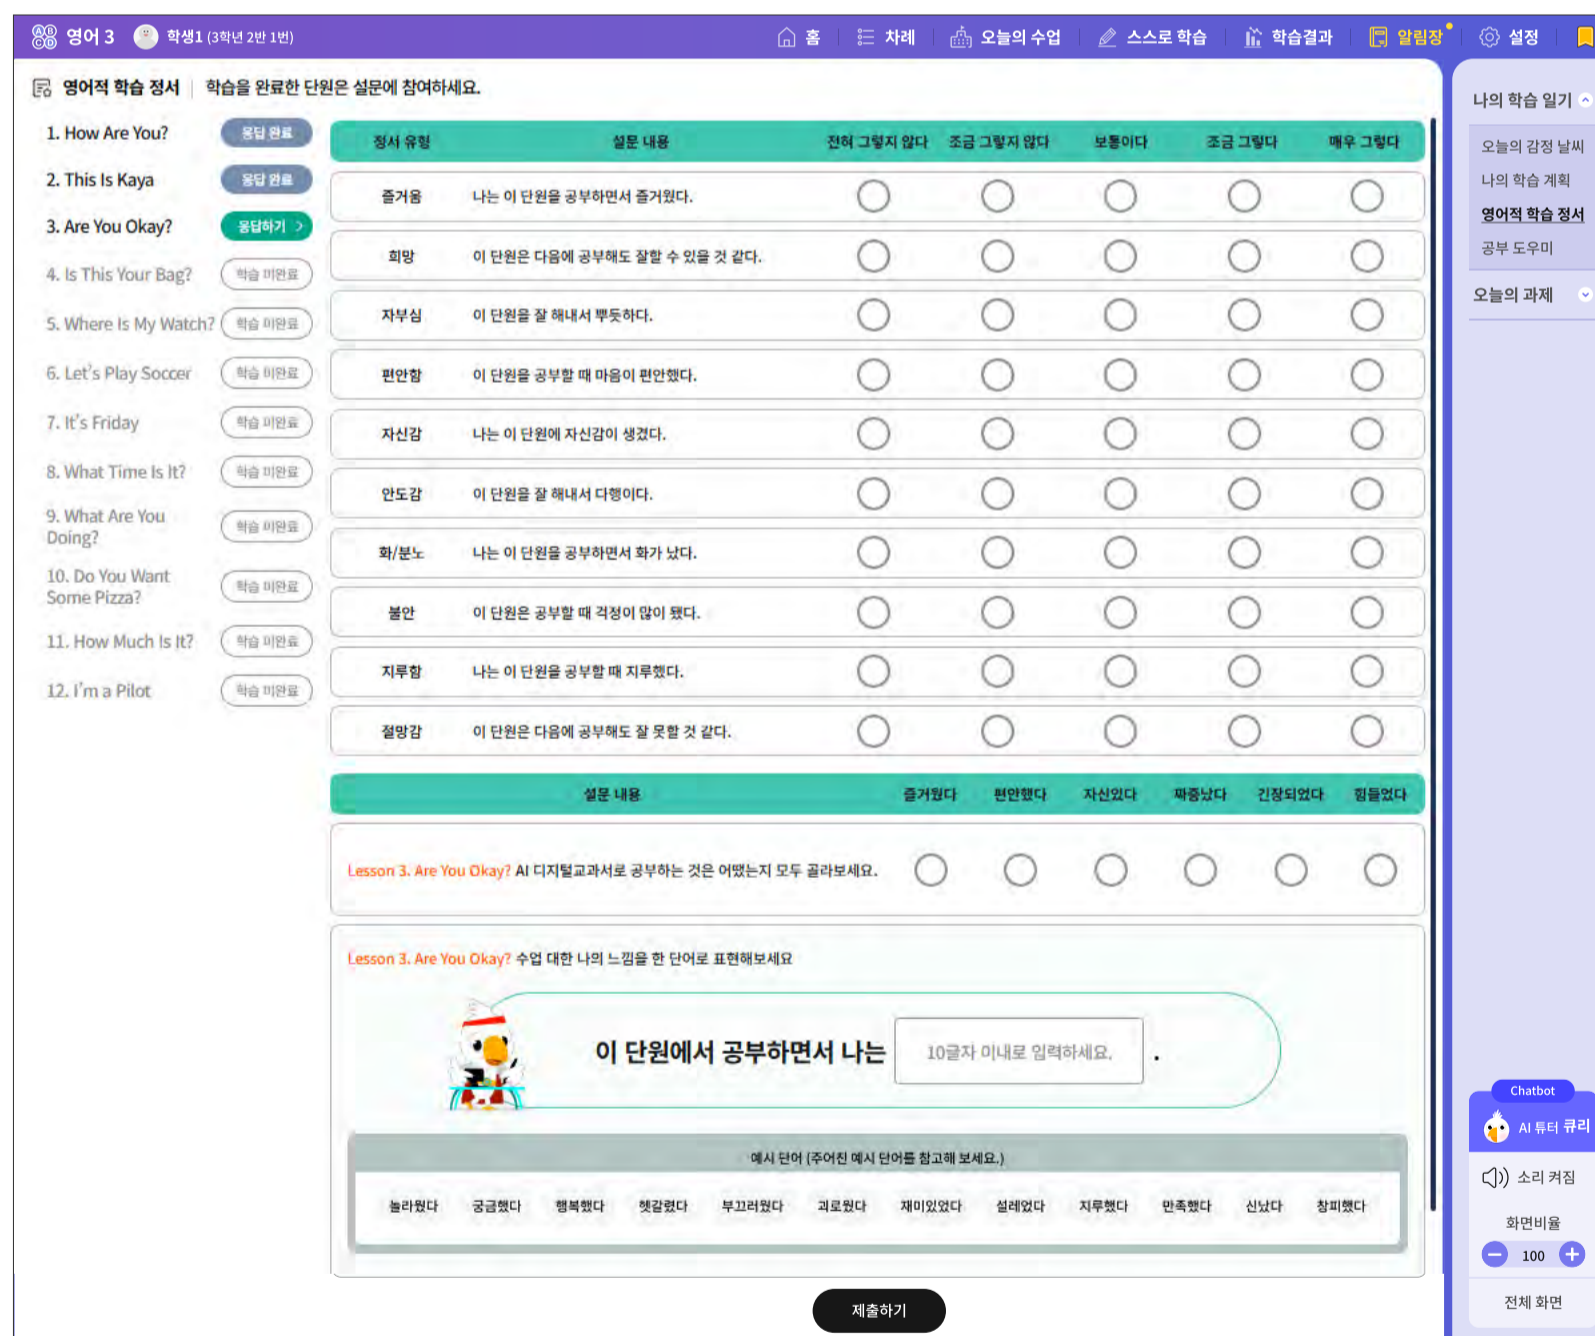 영어 3 학생1 (3학년 2반 1번) 홈 차례 오늘의 수업 스스로 학습 학습결과 알림장 설정
영어적 학습 정서 학습을 완료한 단원은 설문에 참여하세요.
1. How Are You? 응답 완료
2. This Is Kaya 응답 완료
3. Are You Okay? 응답하기 >
4. Is This Your Bag? 학습 미완료
5. Where Is My Watch? 학습 미완료
6. Let's Play Soccer 학습 미완료
7. It's Friday 학습 미완료
8. What Time Is It? 학습 미완료
9. What Are You
Doing? 학습 미완료
10. Do You Want
Some Pizza? 학습 미완료
11. How Much Is It? 학습 미완료
12. I'm a Pilot 학습 미완료
정서 유형 설문 내용 전혀 그렇지 않다 조금 그렇지 않다 보통이다 조금 그렇다 매우 그렇다
즐거움 나는 이 단원을 공부하면서 즐거웠다.
희망 이 단원은 다음에 공부해도 잘할 수 있을 것 같다.
자부심 이 단원을 잘 해내서 뿌듯하다.
편안함 이 단원을 공부할 때 마음이 편안했다.
자신감 나는 이 단원에 자신감이 생겼다.
안도감 이 단원을 잘 해내서 다행이다.
화/분노 나는 이 단원을 공부하면서 화가 났다.
불안 이 단원은 공부할 때 걱정이 많이 됐다.
지루함 나는 이 단원을 공부할 때 지루했다.
절망감 이 단원은 다음에 공부해도 잘 못할 것 같다.
설문 내용 즐거웠다 편안했다 자신있다 짜증났다 긴장되었다 힘들었다
Lesson 3. Are You Okay? AI 디지털교과서로 공부하는 것은 어땠는지 모두 골라보세요.
Lesson 3. Are You Okay? 수업 대한 나의 느낌을 한 단어로 표현해보세요
이 단원에서 공부하면서 나는 10글자 이내로 입력하세요. .
예시 단어 (주어진 예시 단어를 참고해 보세요.)
놀라웠다 궁금했다 행복했다 헷갈렸다 부끄러웠다 괴로웠다 재미있었다 설레었다 지루했다 만족했다 신났다 창피했다
제출하기
나의 학습 일기
오늘의 감정 날씨
나의 학습 계획
영어적 학습 정서
공부 도우미
오늘의 과제
Chatbot
AI 튜터 큐리
소리 켜짐
화면비율
100
전체 화면